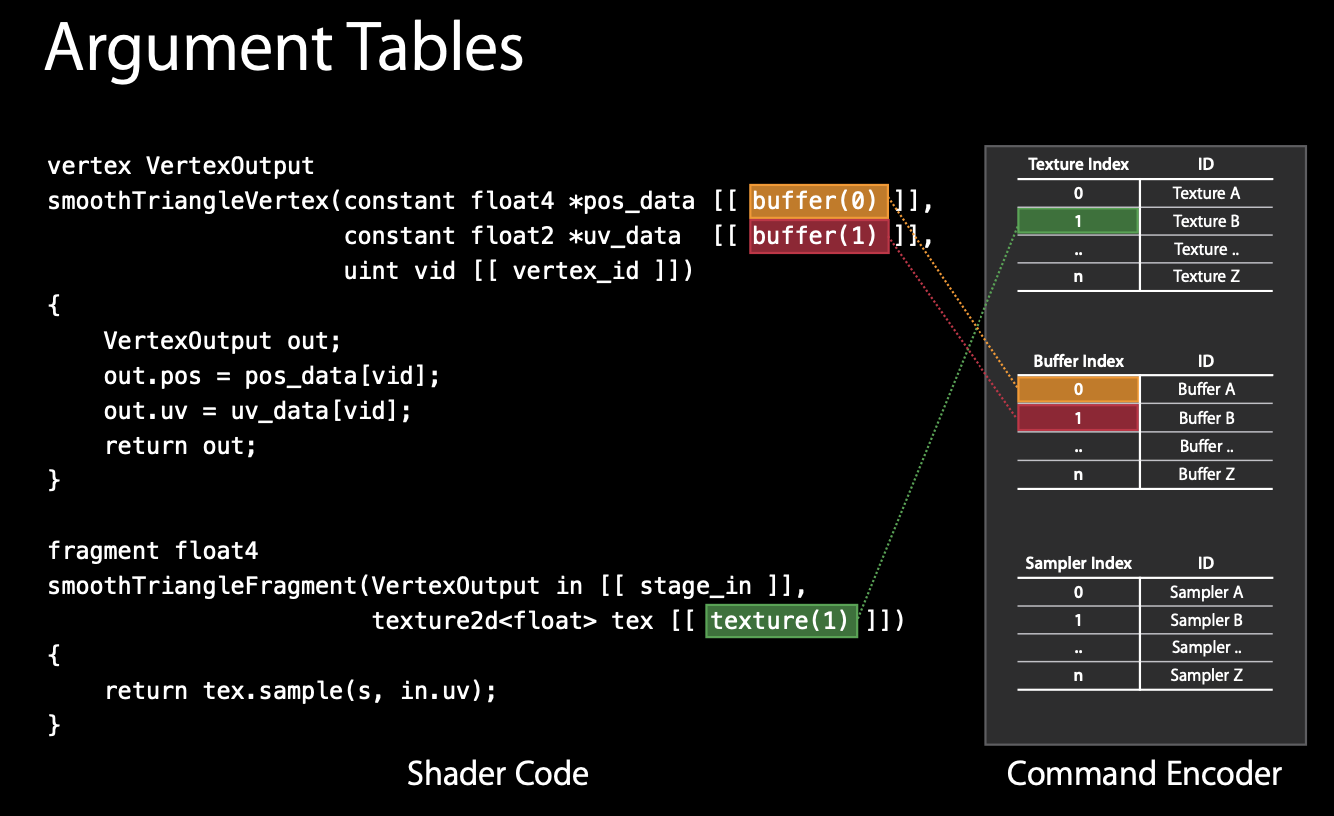 Argument Tables
vertex VertexOutput
smoothTriangleVertex(constant float4 *pos_data [[ buffer(0) ]],
                     constant float2 *uv_data  [[ buffer(1) ]],
                     uint vid [[ vertex_id ]])
{
    VertexOutput out;
    out.pos = pos_data[vid];
    out.uv = uv_data[vid];
    return out;
}
fragment float4
smoothTriangleFragment(VertexOutput in [[ stage_in ]],
                       texture2d<float> tex [[ texture(1) ]])
{
    return tex.sample(s, in.uv);
}
Shader Code
Texture Index ID
0 Texture A
1 Texture B
.. Texture ..
n Texture Z
Buffer Index ID
0 Buffer A
1 Buffer B
.. Buffer ..
n Buffer Z
Sampler Index ID
0 Sampler A
1 Sampler B
.. Sampler ..
n Sampler Z
Command Encoder